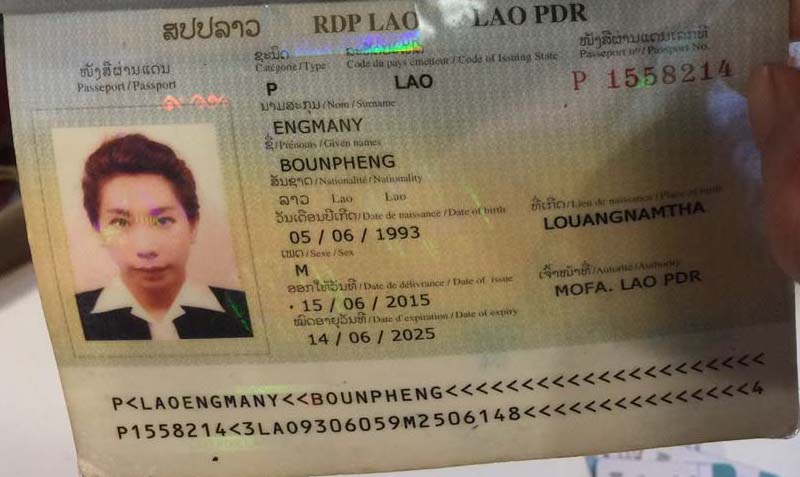 ສປປລາວ RDP LAO LAO PDR
ໜັງສືຜ່ານແດນ
Passeport / Passport
ຊະນິດ
Catégorie / Type
Code du pays émetteur / Code of Issuing State
ໜັງສືຜ່ານແດນເລກທີ
Passeport nº / Passport No.
P LAO P 1558214
ນາມສະກຸນ / Nom / Surname
ENGMANY
ຊື່ / Prénoms / Given names
BOUNPHENG
ສັນຊາດ / Nationalité / Nationality
ລາວ Lao Lao
ວັນເດືອນປີເກີດ / Date de naissance / Date of birth
05 / 06 / 1993
ທີ່ເກີດ / Lieu de naissance / Place of birth
LOUANGNAMTHA
ເພດ / Sexe / Sex
M
ອອກໃຫ້ວັນທີ / Date de délivrance / Date of issue
15 / 06 / 2015
ເຈົ້າໜ້າທີ່ / Autorité / Authority
MOFA. LAO PDR
ໝົດອາຍຸວັນທີ / Date d'expiration / Date of expiry
14 / 06 / 2025
P<LAOENGMANY<<BOUNPHENG<<<<<<<<<<<<<<<<<<<<<
P1558214<3LAO9306059M2506148<<<<<<<<<<<<<<<4